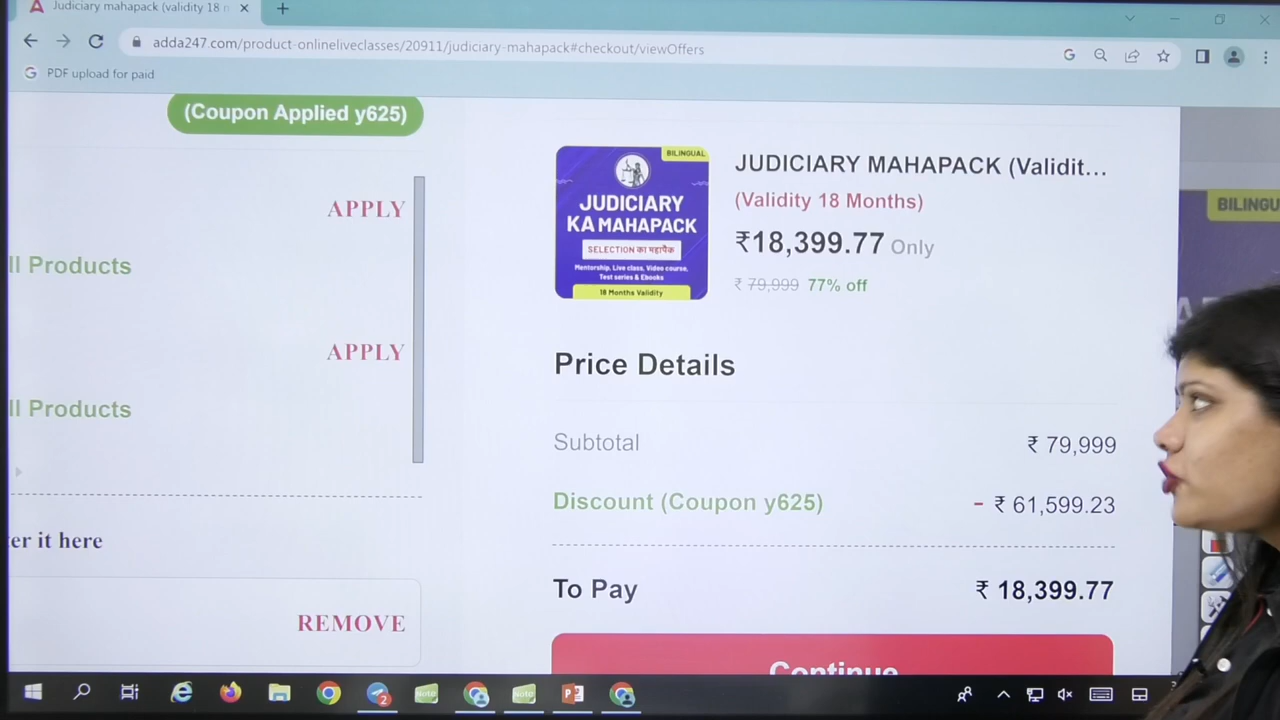 Judiciary mahapack (validity 18 n
adda247.com/product-onlineliveclasses/20911/judiciary-mahapack#checkout/viewOffers
PDF upload for paid
(Coupon Applied y625)
APPLY
ll Products
APPLY
ll Products
er it here
REMOVE
BILINGUAL
JUDICIARY
KA MAHAPACK
SELECTION का महापैक
Mentorship, Live class, Video course,
Test series & Ebooks
18 Months Validity
JUDICIARY MAHAPACK (Validit...
(Validity 18 Months)
₹18,399.77 Only
₹ 79,999 77% off
Price Details
Subtotal ₹ 79,999
Discount (Coupon y625) - ₹ 61,599.23
To Pay ₹ 18,399.77
Continue
BILINGU
Note
Note
2